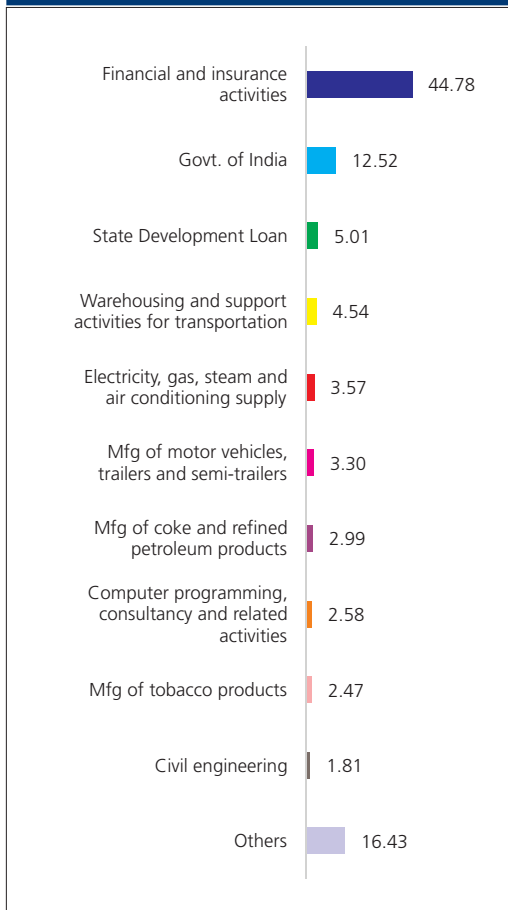 Financial and insurance
activities
44.78
Govt. of India
12.52
State Development Loan
5.01
Warehousing and support
activities for transportation
4.54
Electricity, gas, steam and
air conditioning supply
3.57
Mfg of motor vehicles,
trailers and semi-trailers
3.30
Mfg of coke and refined
petroleum products
2.99
Computer programming,
consultancy and related
activities
2.58
Mfg of tobacco products
2.47
Civil engineering
1.81
Others
16.43